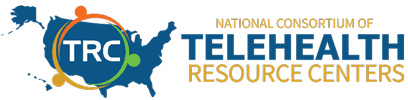 TRC
NATIONAL CONSORTIUM OF
TELEHEALTH
RESOURCE CENTERS